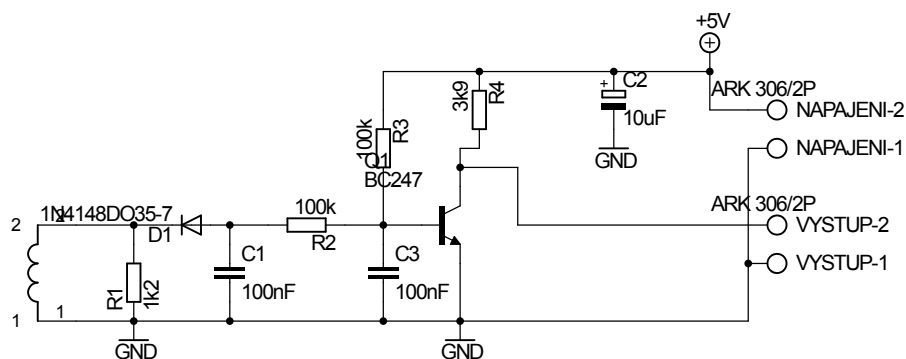 +5V
ARK 306/2P
NAPAJENI-2
NAPAJENI-1
3k9
R4
C2
+
10uF
GND
100k
R3
Q1
BC247
ARK 306/2P
VYSTUP-2
VYSTUP-1
1N4148DO35-7
D1
100k
R2
2
1
1
R1
1k2
C1
100nF
C3
100nF
GND
GND